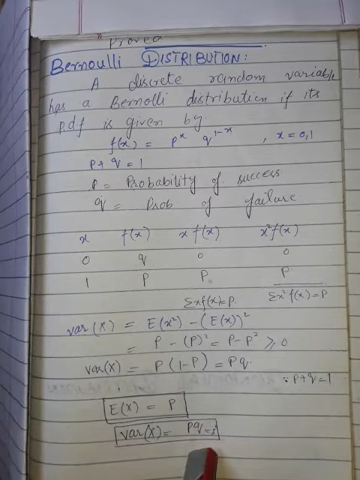 Proved
Bernoulli DISTRIBUTION:
A discrete random variable
has a Bernolli distribution if its
pdf is given by
f(x) = p^x q^(1-x) , x = 0,1
p + q = 1
p = Probability of success
q = Prob of failure
x f(x) x f(x) x²f(x)
0 q 0 0
1 p p p
Σxf(x)=p Σx²f(x)=p
var(X) = E(x²) - (E(x))²
= p - (p)² = p - p² ≥ 0
var(X) = p(1-p) = pq
∵ p+q=1
E(x) = p
var(X) = pq